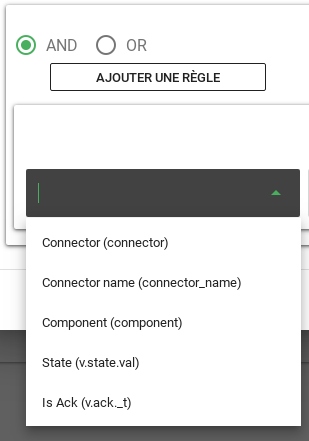 AND OR
AJOUTER UNE RÈGLE
Connector (connector)
Connector name (connector_name)
Component (component)
State (v.state.val)
Is Ack (v.ack._t)